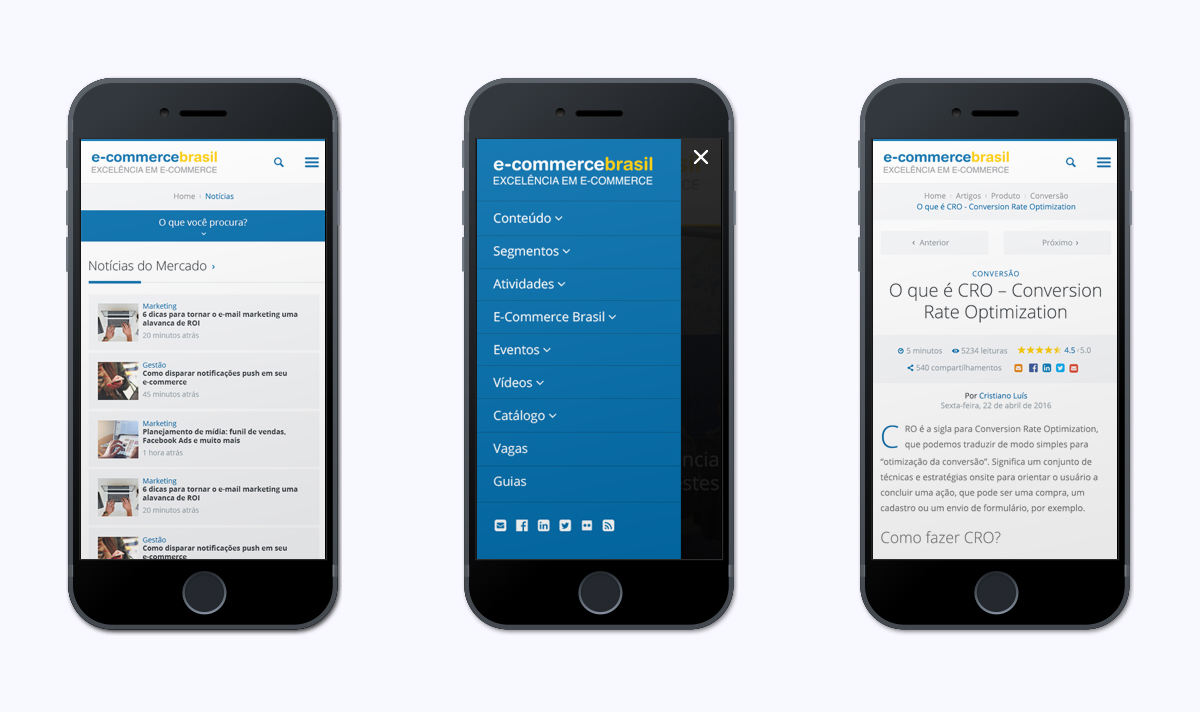 e-commercebrasil
EXCELÊNCIA EM E-COMMERCE
Home › Notícias
O que você procura?
Notícias do Mercado ›
Marketing
6 dicas para tornar o e-mail marketing uma
alavanca de ROI
20 minutos atrás
Gestão
Como disparar notificações push em seu
e-commerce
45 minutos atrás
Marketing
Planejamento de mídia: funil de vendas,
Facebook Ads e muito mais
1 hora atrás
Marketing
6 dicas para tornar o e-mail marketing uma
alavanca de ROI
20 minutos atrás
Gestão
Como disparar notificações push em seu
e-commerce
e-commercebrasil
EXCELÊNCIA EM E-COMMERCE
Conteúdo
Segmentos
Atividades
E-Commerce Brasil
Eventos
Vídeos
Catálogo
Vagas
Guias
ncia
stes
e-commercebrasil
EXCELÊNCIA EM E-COMMERCE
Home › Artigos › Produto › Conversão
O que é CRO - Conversion Rate Optimization
‹ Anterior
Próximo ›
CONVERSÃO
O que é CRO – Conversion
Rate Optimization
5 minutos 5234 leituras 4.5/5.0
540 compartilhamentos
Por Cristiano Luís
Sexta-feira, 22 de abril de 2016
CRO é a sigla para Conversion Rate Optimization,
que podemos traduzir de modo simples para
“otimização da conversão”. Significa um conjunto de
técnicas e estratégias onsite para orientar o usuário a
concluir uma ação, que pode ser uma compra, um
cadastro ou um envio de formulário, por exemplo.
Como fazer CRO?